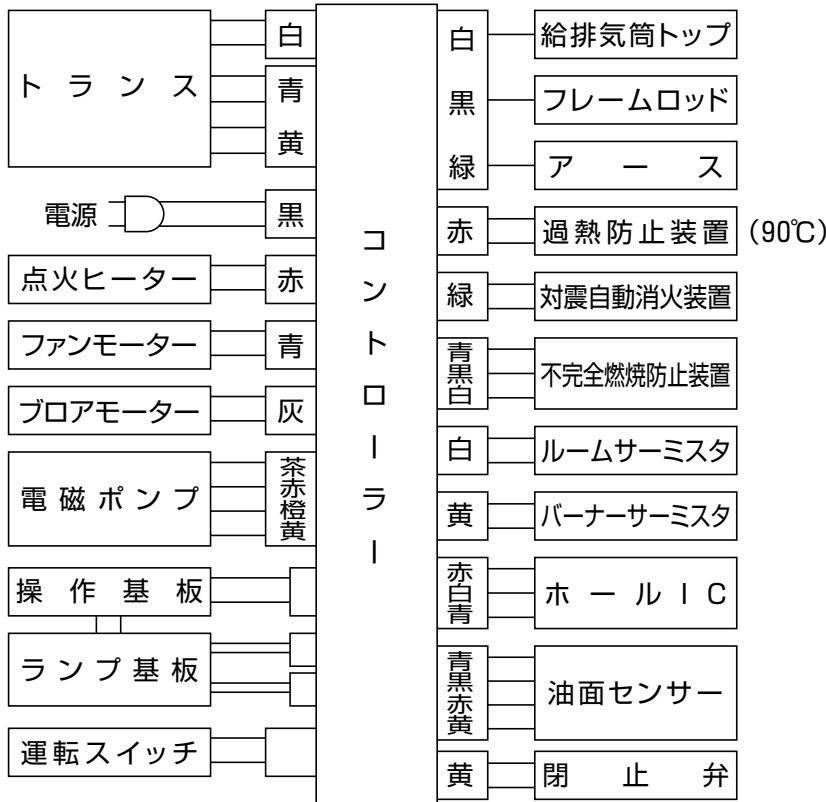 トランス
白
青
黄
電源
黒
点火ヒーター
赤
ファンモーター
青
ブロアモーター
灰
電磁ポンプ
茶
赤
橙
黄
操作基板
ランプ基板
運転スイッチ
コントローラー
白
給排気筒トップ
黒
フレームロッド
緑
アース
赤
過熱防止装置 (90℃)
緑
対震自動消火装置
青
黒
白
不完全燃焼防止装置
白
ルームサーミスタ
黄
バーナーサーミスタ
赤
白
青
ホールIC
青
黒
赤
黄
油面センサー
黄
閉止弁